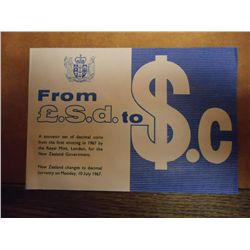 From
£.S.d. to
$.c
A souvenir set of decimal coins
from the first minting in 1967 by
the Royal Mint, London, for the
New Zealand Government.
New Zealand changes to decimal
currency on Monday, 10 July 1967.